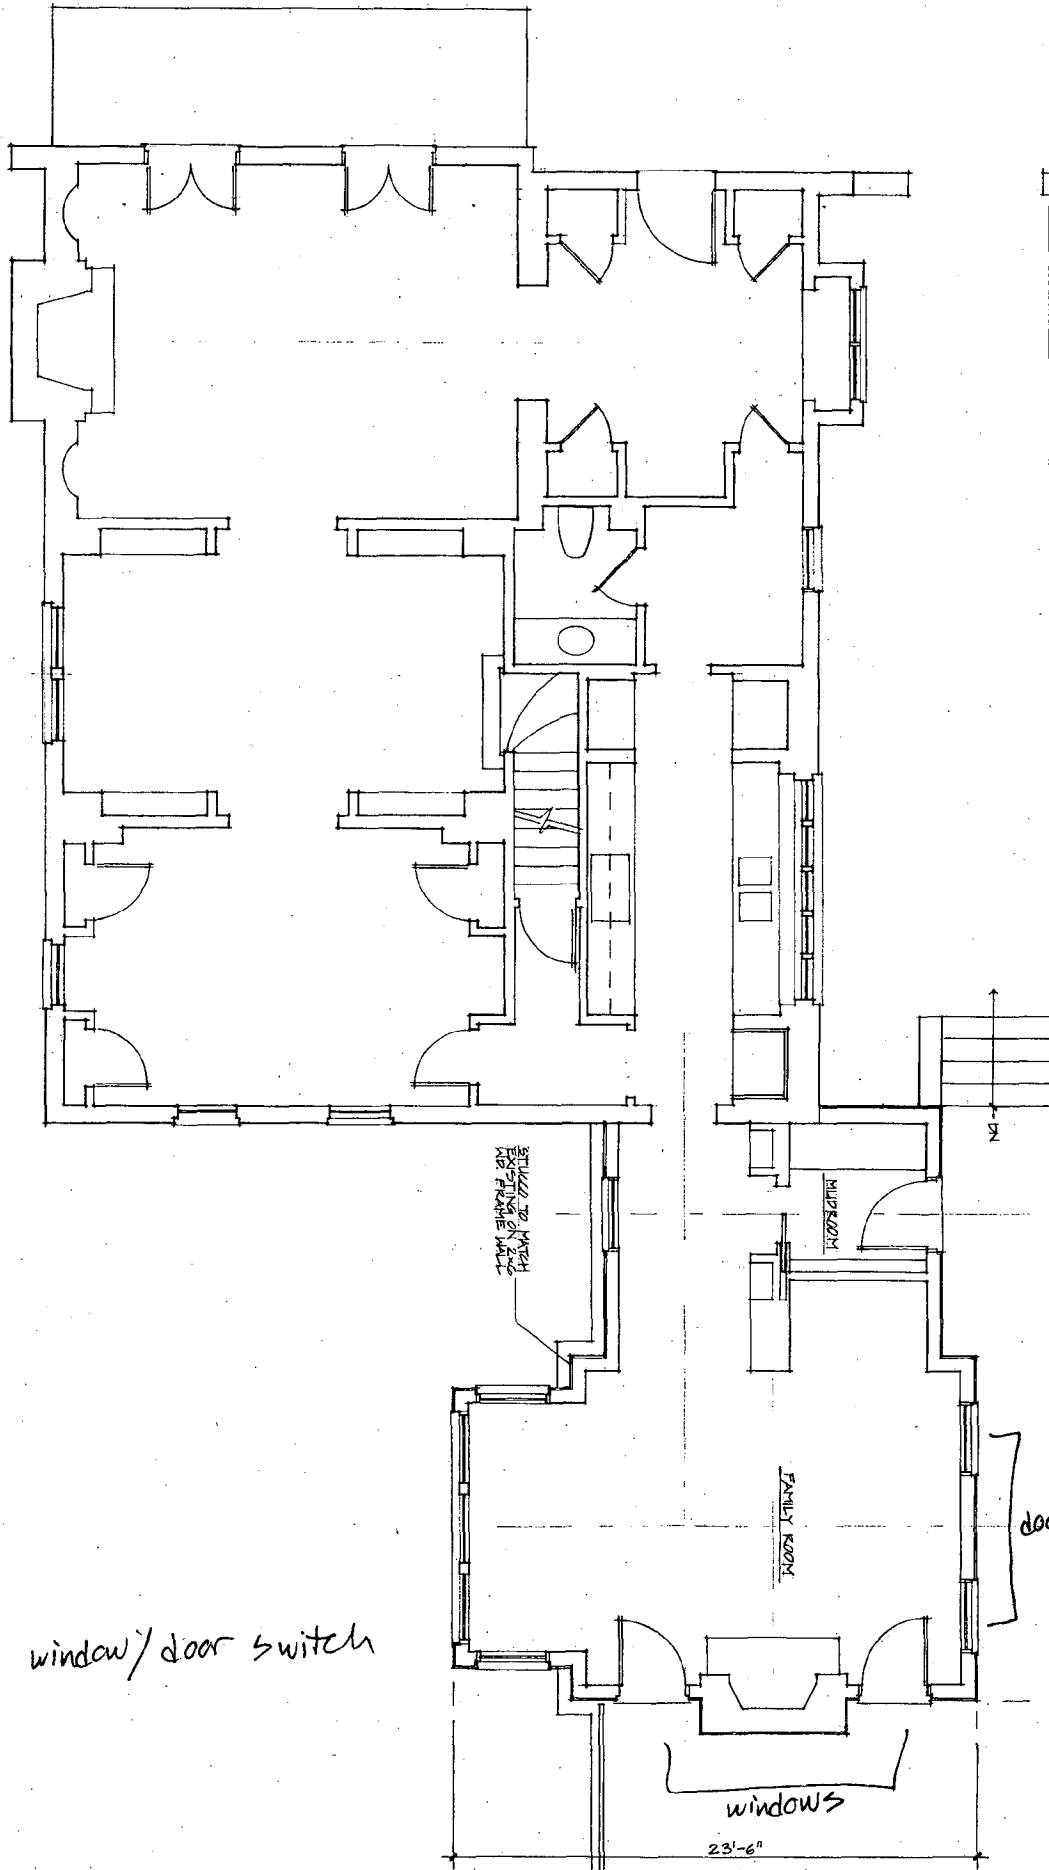 DN
STUCCO TO MATCH
EXISTING ON 2x6
WD. FRAME WALL
MUDROOM
FAMILY ROOM
window/door switch
windows
23'-6"